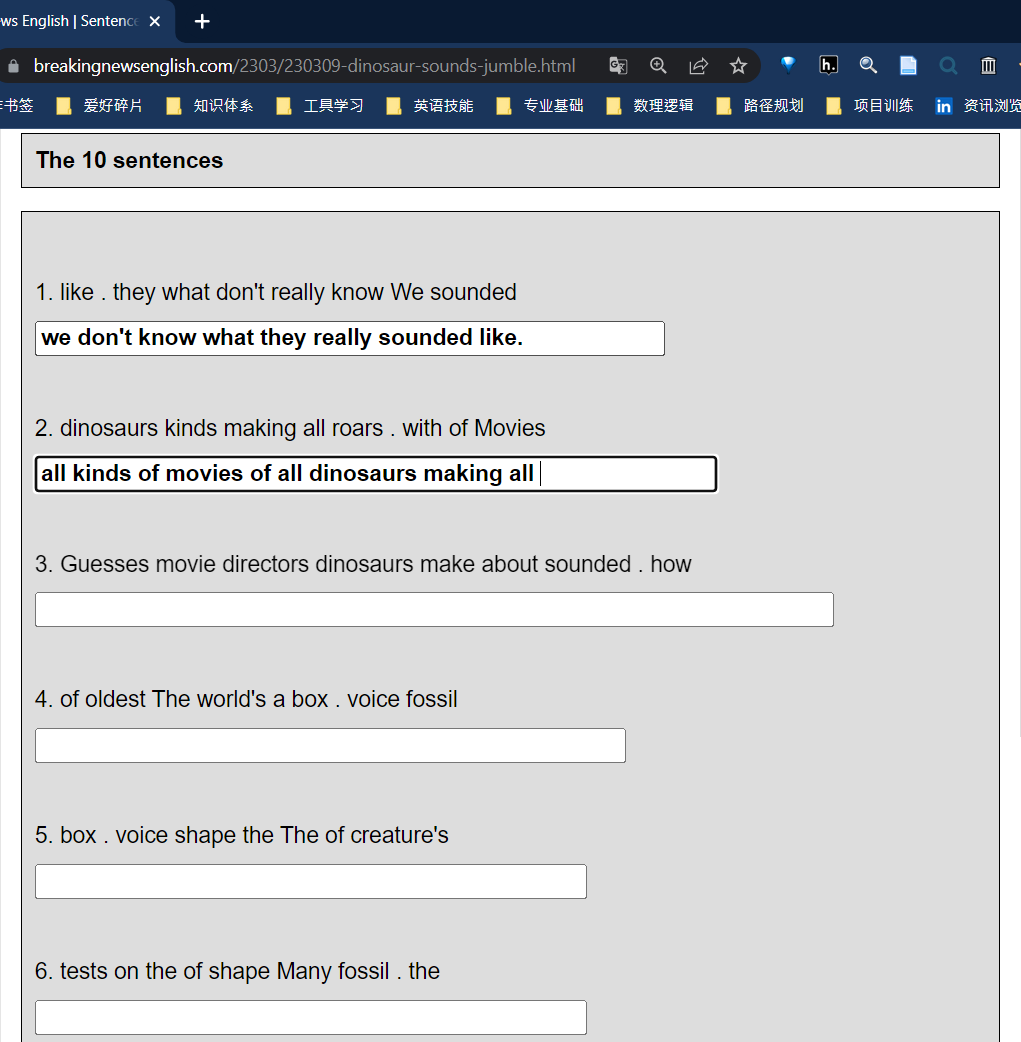 ws English | Sentence
breakingnewsenglish.com/2303/230309-dinosaur-sounds-jumble.html
h.
书签 爱好碎片 知识体系 工具学习 英语技能 专业基础 数理逻辑 路径规划 项目训练 in 资讯浏览
The 10 sentences
1. like . they what don't really know We sounded
we don't know what they really sounded like.
2. dinosaurs kinds making all roars . with of Movies
all kinds of movies of all dinosaurs making all
3. Guesses movie directors dinosaurs make about sounded . how
4. of oldest The world's a box . voice fossil
5. box . voice shape the The of creature's
6. tests on the of shape Many fossil . the